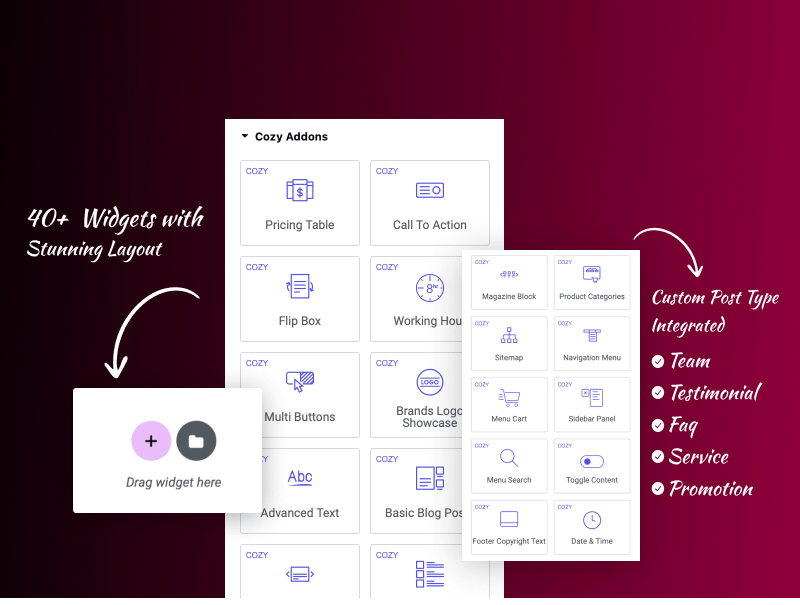 Cozy Addons
COZY
Pricing Table
COZY
Call To Action
40+ Widgets with
Stunning Layout
COZY
Flip Box
COZY
8hr
Working Hou
COZY
Multi Buttons
COZY
LOGO
Brands Logo
Showcase
ZY
Abc
Advanced Text
COZY
Basic Blog Pos
COZY
COZY
Drag widget here
COZY
Magazine Block
COZY
Product Categories
COZY
Sitemap
COZY
Navigation Menu
COZY
Menu Cart
COZY
Sidebar Panel
COZY
Menu Search
COZY
Toggle Content
COZY
Footer Copyright Text
COZY
Date & Time
Custom Post Type
Integrated
Team
Testimonial
Faq
Service
Promotion